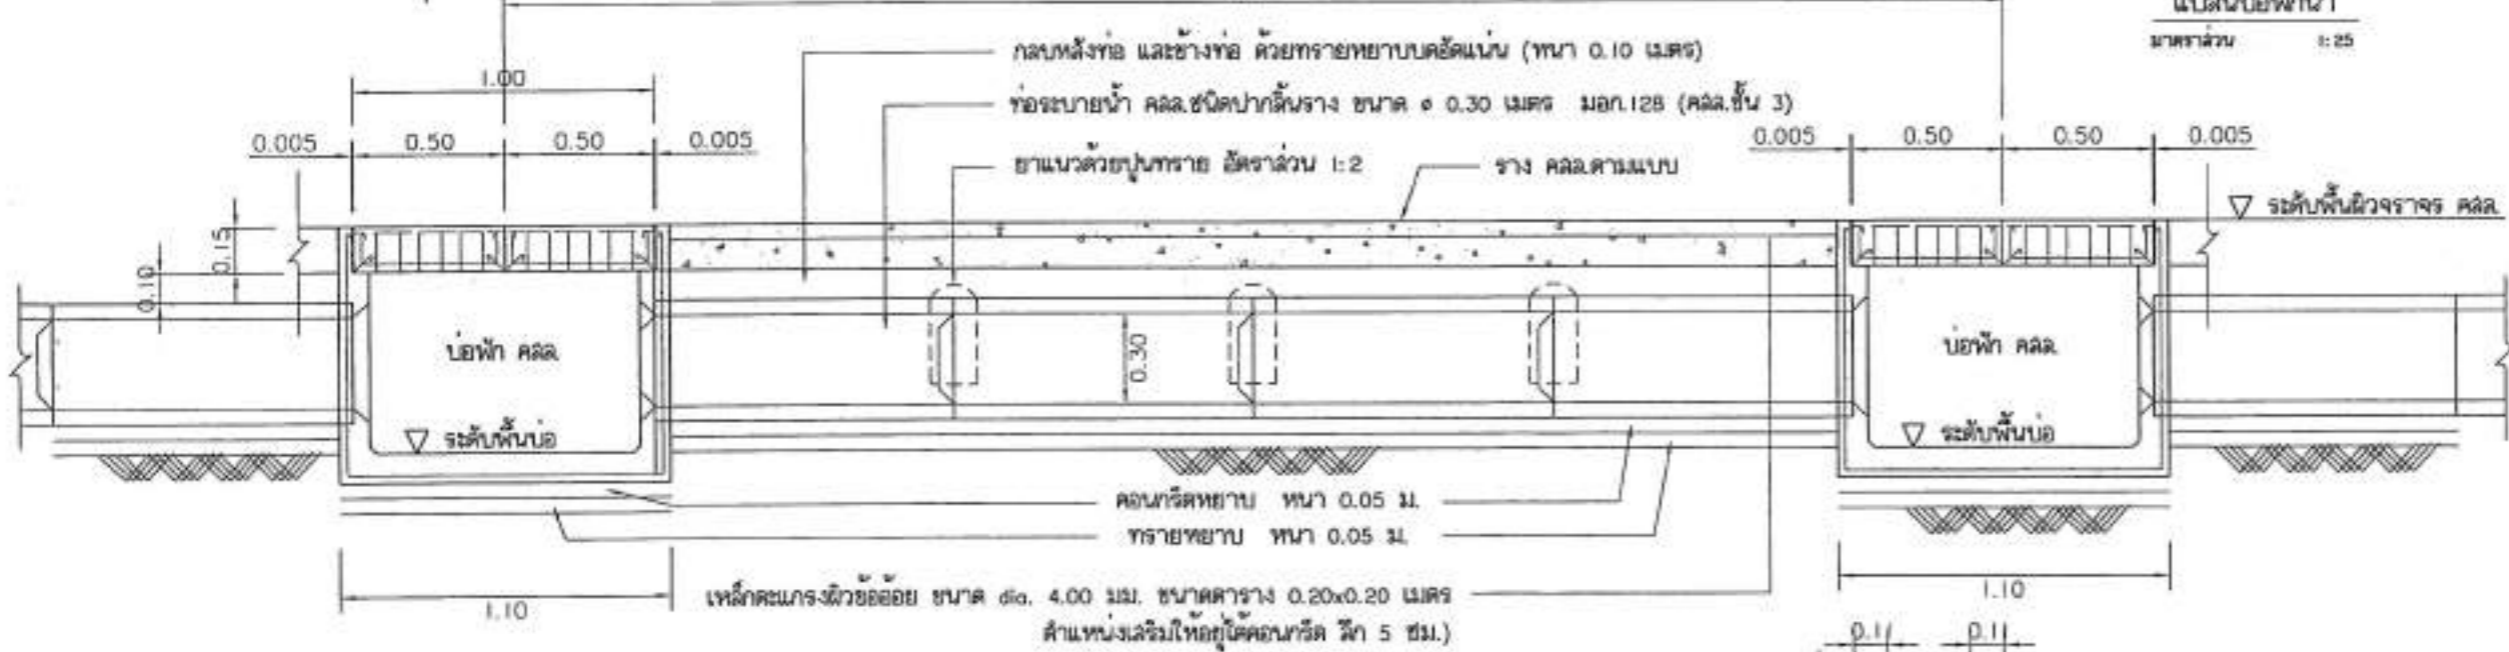 แปลนบ่อพักน้ำ
มาตราส่วน 1:25
กลบหลังท่อ และข้างท่อ ด้วยทรายหยาบบดอัดแน่น (หนา 0.10 เมตร)
1.00
ท่อระบายน้ำ คสล.ชนิดปากลิ้นราง ขนาด ø 0.30 เมตร มอก.128 (คสล.ชั้น 3)
0.005 0.50 0.50 0.005
0.005 0.50 0.50 0.005
ยาแนวด้วยปูนทราย อัตราส่วน 1:2
ราง คสล.ตามแบบ
ระดับพื้นผิวจราจร คสล.
0.15
0.10
บ่อพัก คสล.
0.30
บ่อพัก คสล.
ระดับพื้นบ่อ
ระดับพื้นบ่อ
คอนกรีตหยาบ หนา 0.05 ม.
ทรายหยาบ หนา 0.05 ม.
1.10
1.10
เหล็กตะแกรงผิวข้ออ้อย ขนาด dia. 4.00 มม. ขนาดตาราง 0.20x0.20 เมตร
ตำแหน่งเสริมให้อยู่ใต้คอนกรีต ลึก 5 ซม.)
0.11 0.11